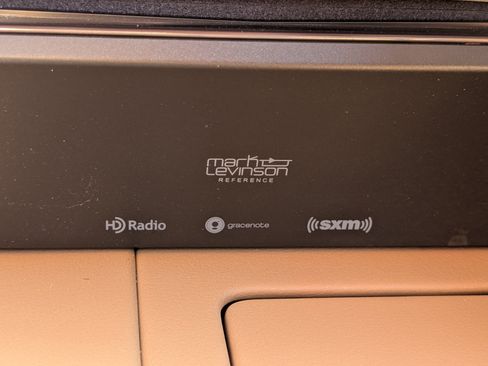 mark
Levinson
REFERENCE
HD Radio
gracenote
((( sxm )))